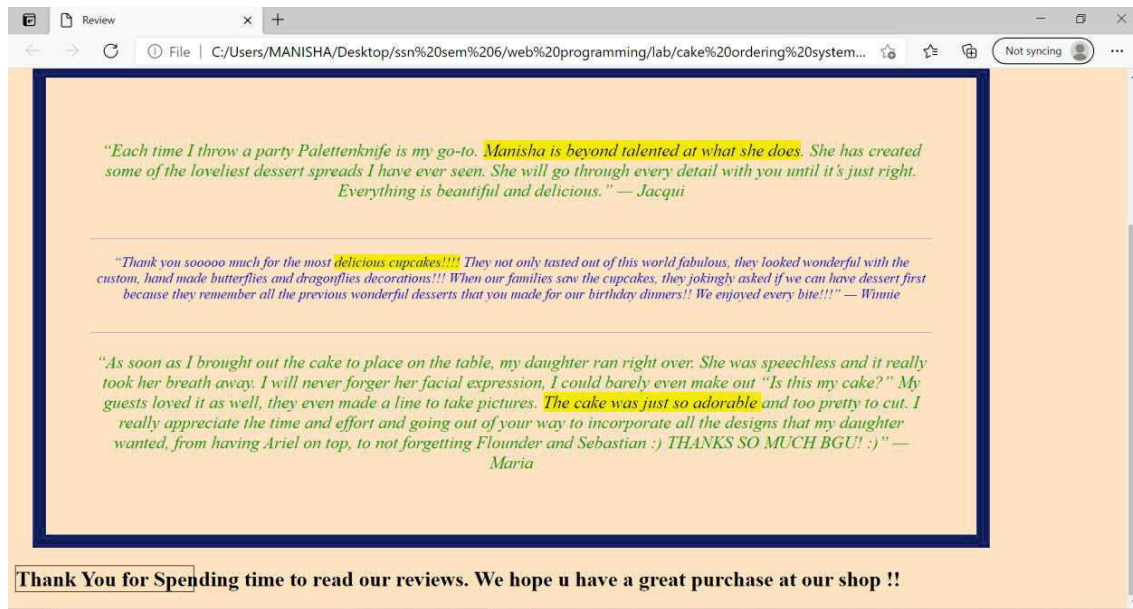 Review
Not syncing
File | C:/Users/MANISHA/Desktop/ssn%20sem%206/web%20programming/lab/cake%20ordering%20system...
“Each time I throw a party Palettenknife is my go-to. Manisha is beyond talented at what she does. She has created
some of the loveliest dessert spreads I have ever seen. She will go through every detail with you until it’s just right.
Everything is beautiful and delicious.” — Jacqui
“Thank you sooooo much for the most delicious cupcakes!!!! They not only tasted out of this world fabulous, they looked wonderful with the
custom, hand made butterflies and dragonflies decorations!!! When our families saw the cupcakes, they jokingly asked if we can have dessert first
because they remember all the previous wonderful desserts that you made for our birthday dinners!! We enjoyed every bite!!!” — Winnie
“As soon as I brought out the cake to place on the table, my daughter ran right over. She was speechless and it really
took her breath away. I will never forger her facial expression, I could barely even make out “Is this my cake?” My
guests loved it as well, they even made a line to take pictures. The cake was just so adorable and too pretty to cut. I
really appreciate the time and effort and going out of your way to incorporate all the designs that my daughter
wanted, from having Ariel on top, to not forgetting Flounder and Sebastian :) THANKS SO MUCH BGU! :)” —
Maria
Thank You for Spending time to read our reviews. We hope u have a great purchase at our shop !!